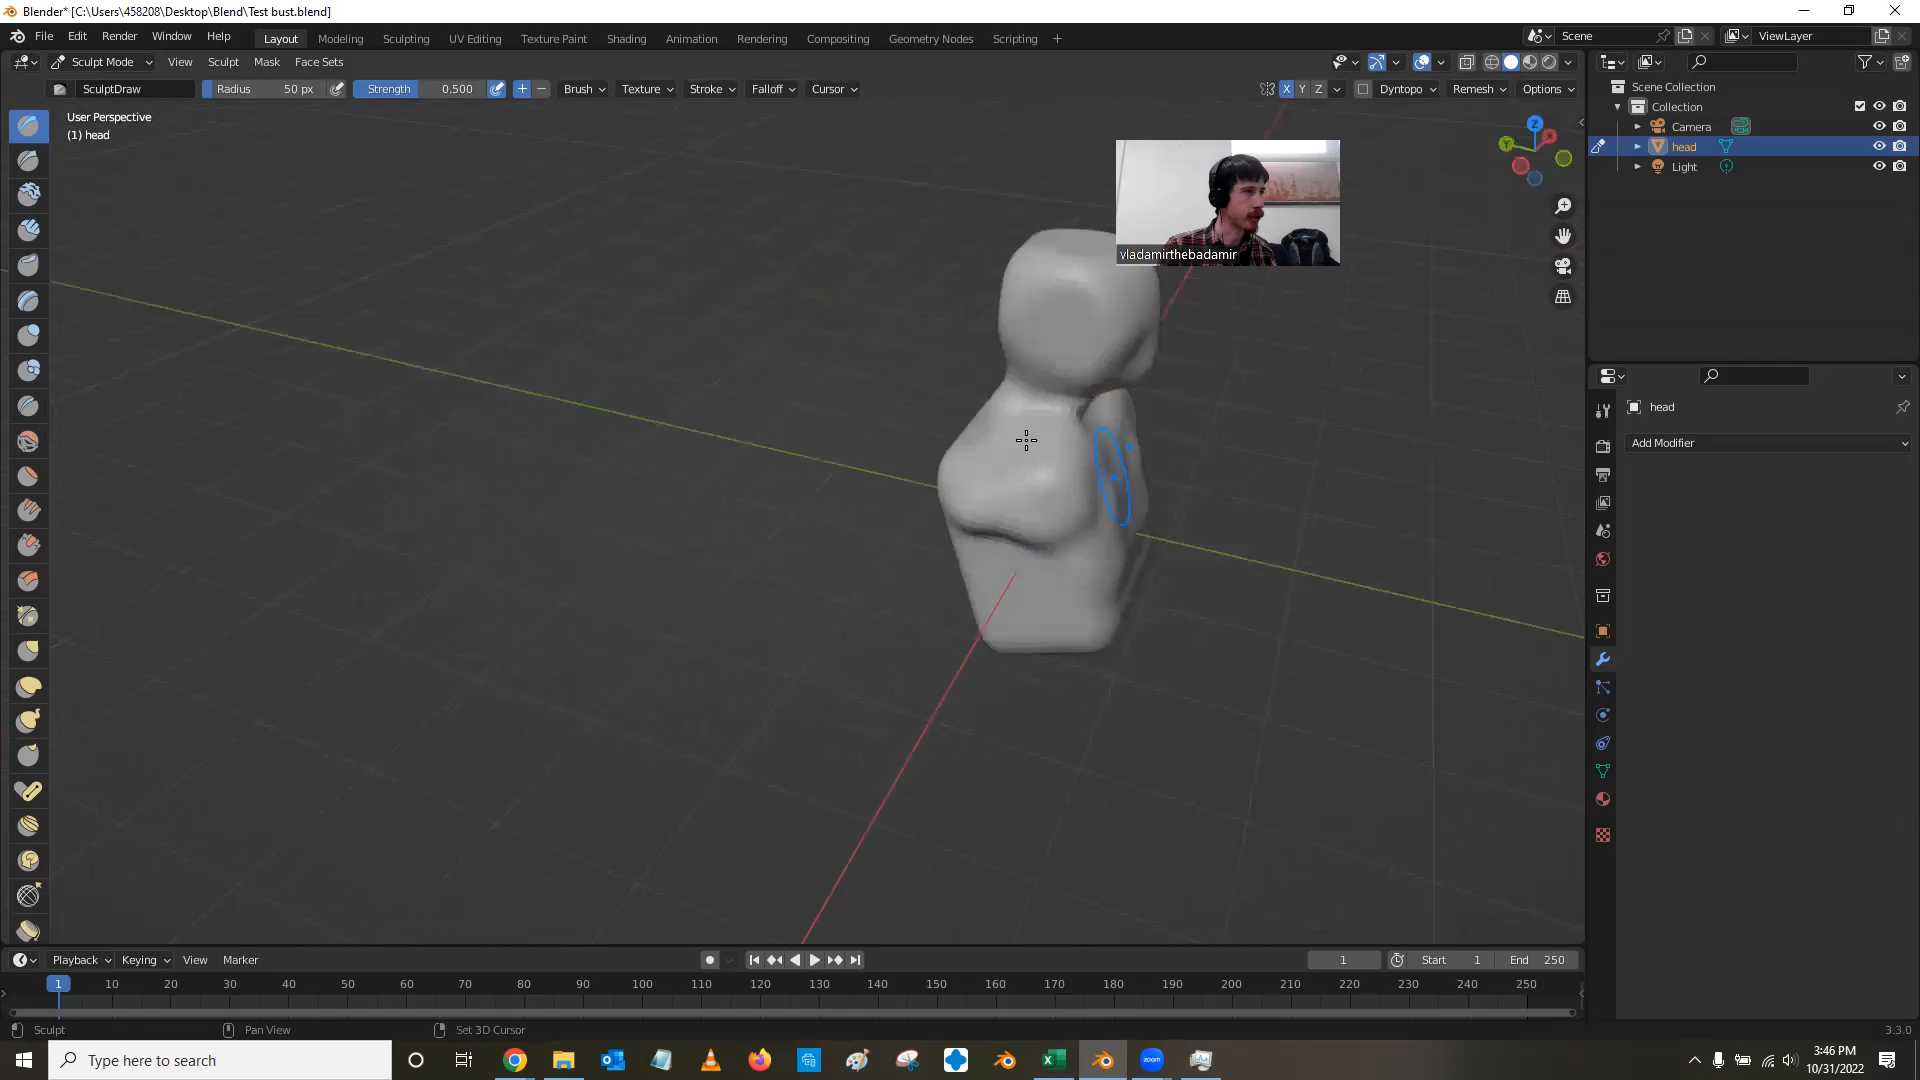 Blender* [C:\Users\458208\Desktop\Blend\Test bust.blend]
File Edit Render Window Help Layout Modeling Sculpting UV Editing Texture Paint Shading Animation Rendering Compositing Geometry Nodes Scripting + Scene ViewLayer
Sculpt Mode View Sculpt Mask Face Sets
SculptDraw Radius 50 px Strength 0.500 + − Brush Texture Stroke Falloff Cursor X Y Z Dyntopo Remesh Options
User Perspective
(1) head
Z
Y
X
vladamirthebadamir
Scene Collection
Collection
Camera
head
Light
head
Add Modifier
Playback Keying View Marker 1 Start 1 End 250
1 10 20 30 40 50 60 70 80 90 100 110 120 130 140 150 160 170 180 190 200 210 220 230 240 250
Sculpt Pan View Set 3D Cursor 3.3.0
Type here to search zoom 3:46 PM
10/31/2022